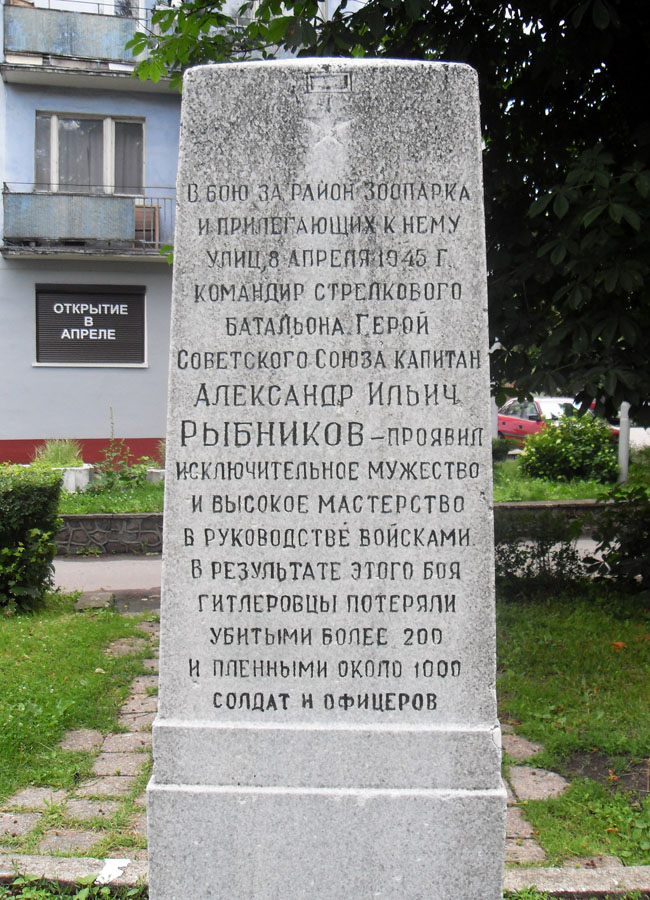 ОТКРЫТИЕ
В
АПРЕЛЕ
В БОЮ ЗА РАЙОН ЗООПАРКА
И ПРИЛЕГАЮЩИХ К НЕМУ
УЛИЦ, 8 АПРЕЛЯ 1945 Г.
КОМАНДИР СТРЕЛКОВОГО
БАТАЛЬОНА ГЕРОЙ
СОВЕТСКОГО СОЮЗА КАПИТАН
АЛЕКСАНДР ИЛЬИЧ
РЫБНИКОВ – ПРОЯВИЛ
ИСКЛЮЧИТЕЛЬНОЕ МУЖЕСТВО
И ВЫСОКОЕ МАСТЕРСТВО
В РУКОВОДСТВЕ ВОЙСКАМИ.
В РЕЗУЛЬТАТЕ ЭТОГО БОЯ
ГИТЛЕРОВЦЫ ПОТЕРЯЛИ
УБИТЫМИ БОЛЕЕ 200
И ПЛЕННЫМИ ОКОЛО 1000
СОЛДАТ И ОФИЦЕРОВ